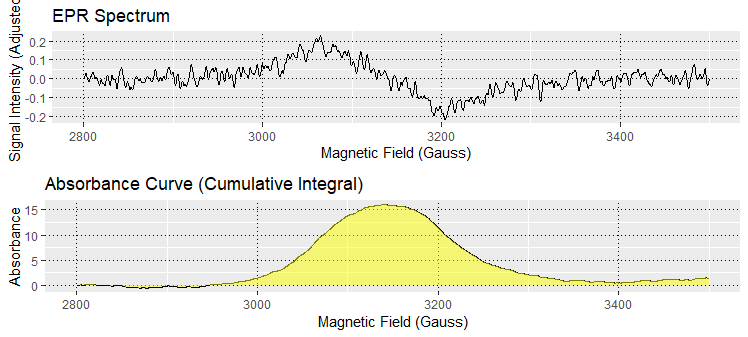 EPR Spectrum
Signal Intensity (Adjusted
0.2
0.1
0.0
-0.1
-0.2
2800 3000 3200 3400
Magnetic Field (Gauss)
Absorbance Curve (Cumulative Integral)
Absorbance
15
10
5
0
2800 3000 3200 3400
Magnetic Field (Gauss)